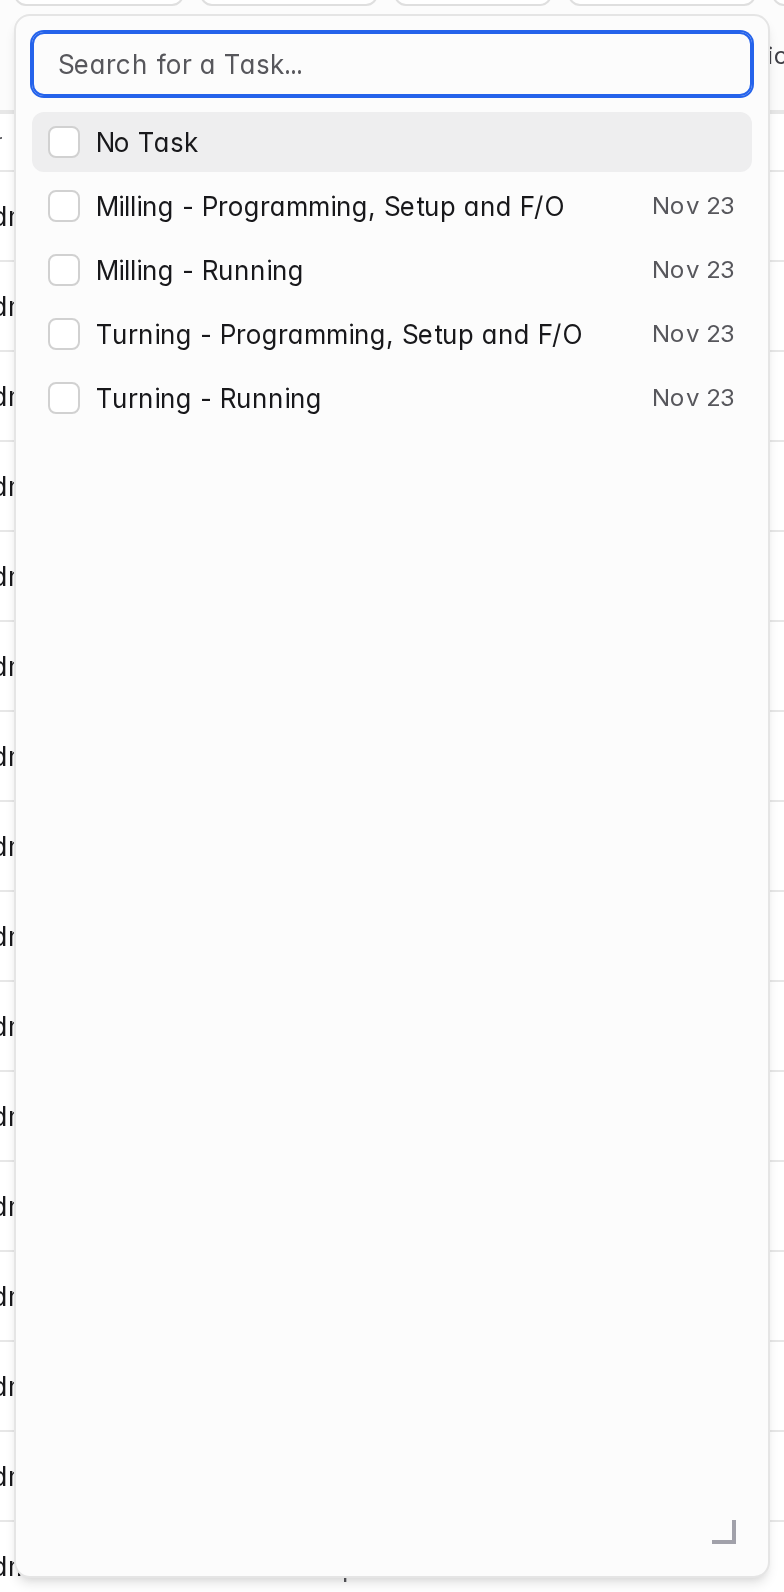 Search for a Task...
No Task
Milling - Programming, Setup and F/O Nov 23
Milling - Running Nov 23
Turning - Programming, Setup and F/O Nov 23
Turning - Running Nov 23